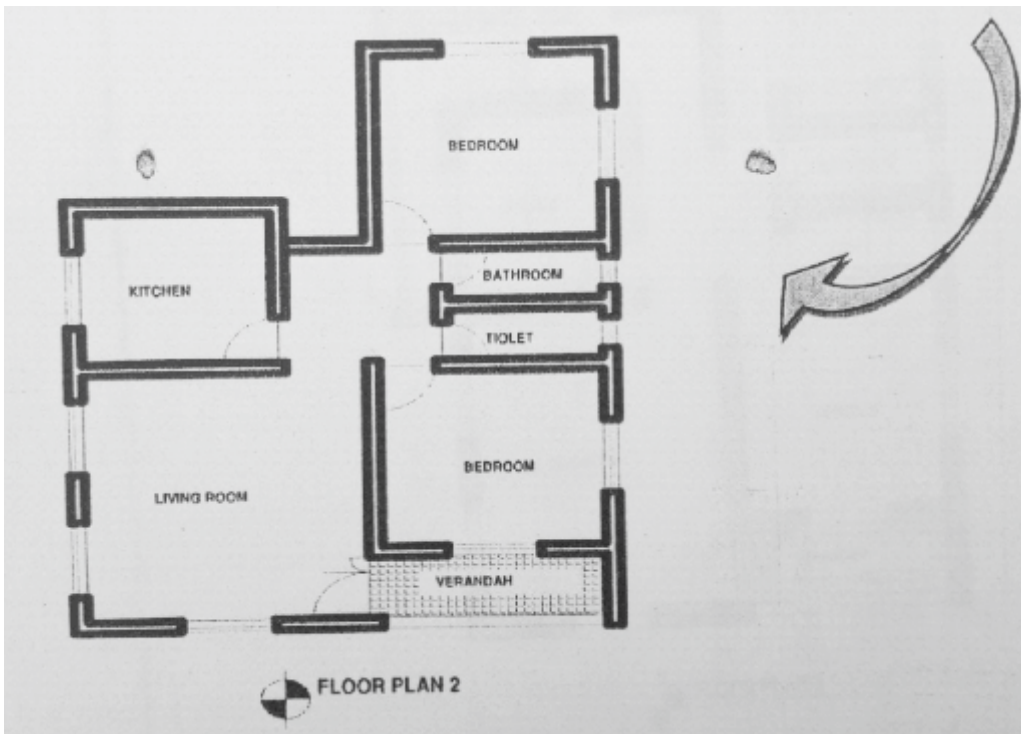 BEDROOM
BATHROOM
KITCHEN
TIOLET
BEDROOM
LIVING ROOM
VERANDAH
FLOOR PLAN 2